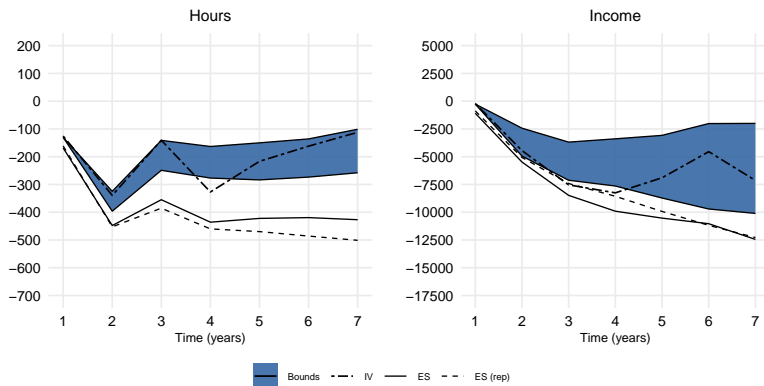 Hours
200
100
0
−100
−200
−300
−400
−500
−600
−700
1 2 3 4 5 6 7
Time (years)
Income
5000
2500
0
−2500
−5000
−7500
−10000
−12500
−15000
−17500
1 2 3 4 5 6 7
Time (years)
Bounds IV ES ES (rep)